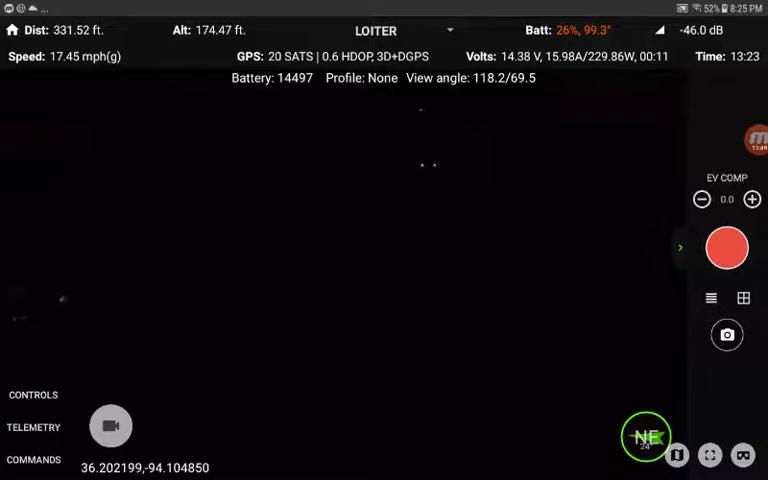 52% 8:25 PM
Dist: 331.52 ft. Alt: 174.47 ft. LOITER Batt: 26%, 99.3° -46.0 dB
Speed: 17.45 mph(g) GPS: 20 SATS | 0.6 HDOP, 3D+DGPS Volts: 14.38 V, 15.98A/229.86W, 00:11 Time: 13:23
Battery: 14497 Profile: None View angle: 118.2/69.5
EV COMP
0.0
CONTROLS
TELEMETRY
COMMANDS
NE
24
36.202199,-94.104850